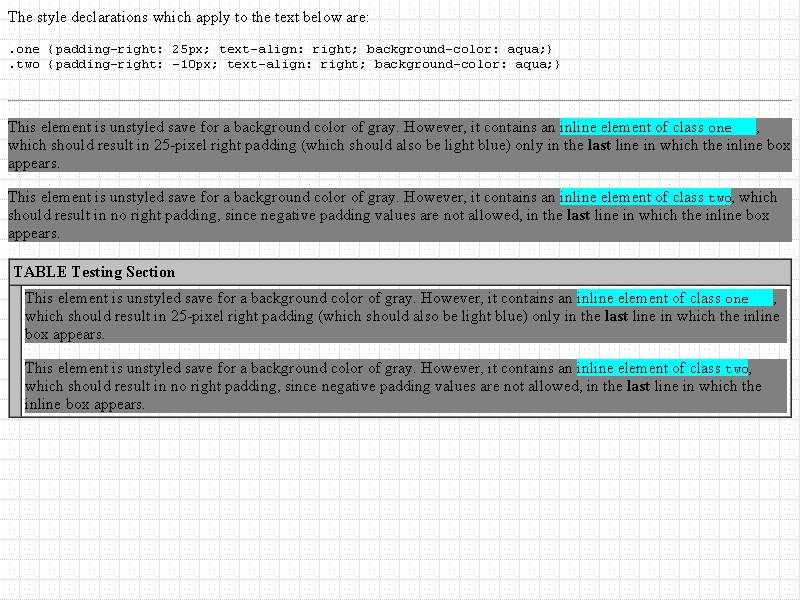 The style declarations which apply to the text below are:
.one {padding-right: 25px; text-align: right; background-color: aqua;}
.two {padding-right: -10px; text-align: right; background-color: aqua;}
This element is unstyled save for a background color of gray. However, it contains an inline element of class one,
which should result in 25-pixel right padding (which should also be light blue) only in the last line in which the inline box
appears.
This element is unstyled save for a background color of gray. However, it contains an inline element of class two, which
should result in no right padding, since negative padding values are not allowed, in the last line in which the inline box
appears.
TABLE Testing Section
This element is unstyled save for a background color of gray. However, it contains an inline element of class one,
which should result in 25-pixel right padding (which should also be light blue) only in the last line in which the inline
box appears.
This element is unstyled save for a background color of gray. However, it contains an inline element of class two,
which should result in no right padding, since negative padding values are not allowed, in the last line in which the
inline box appears.